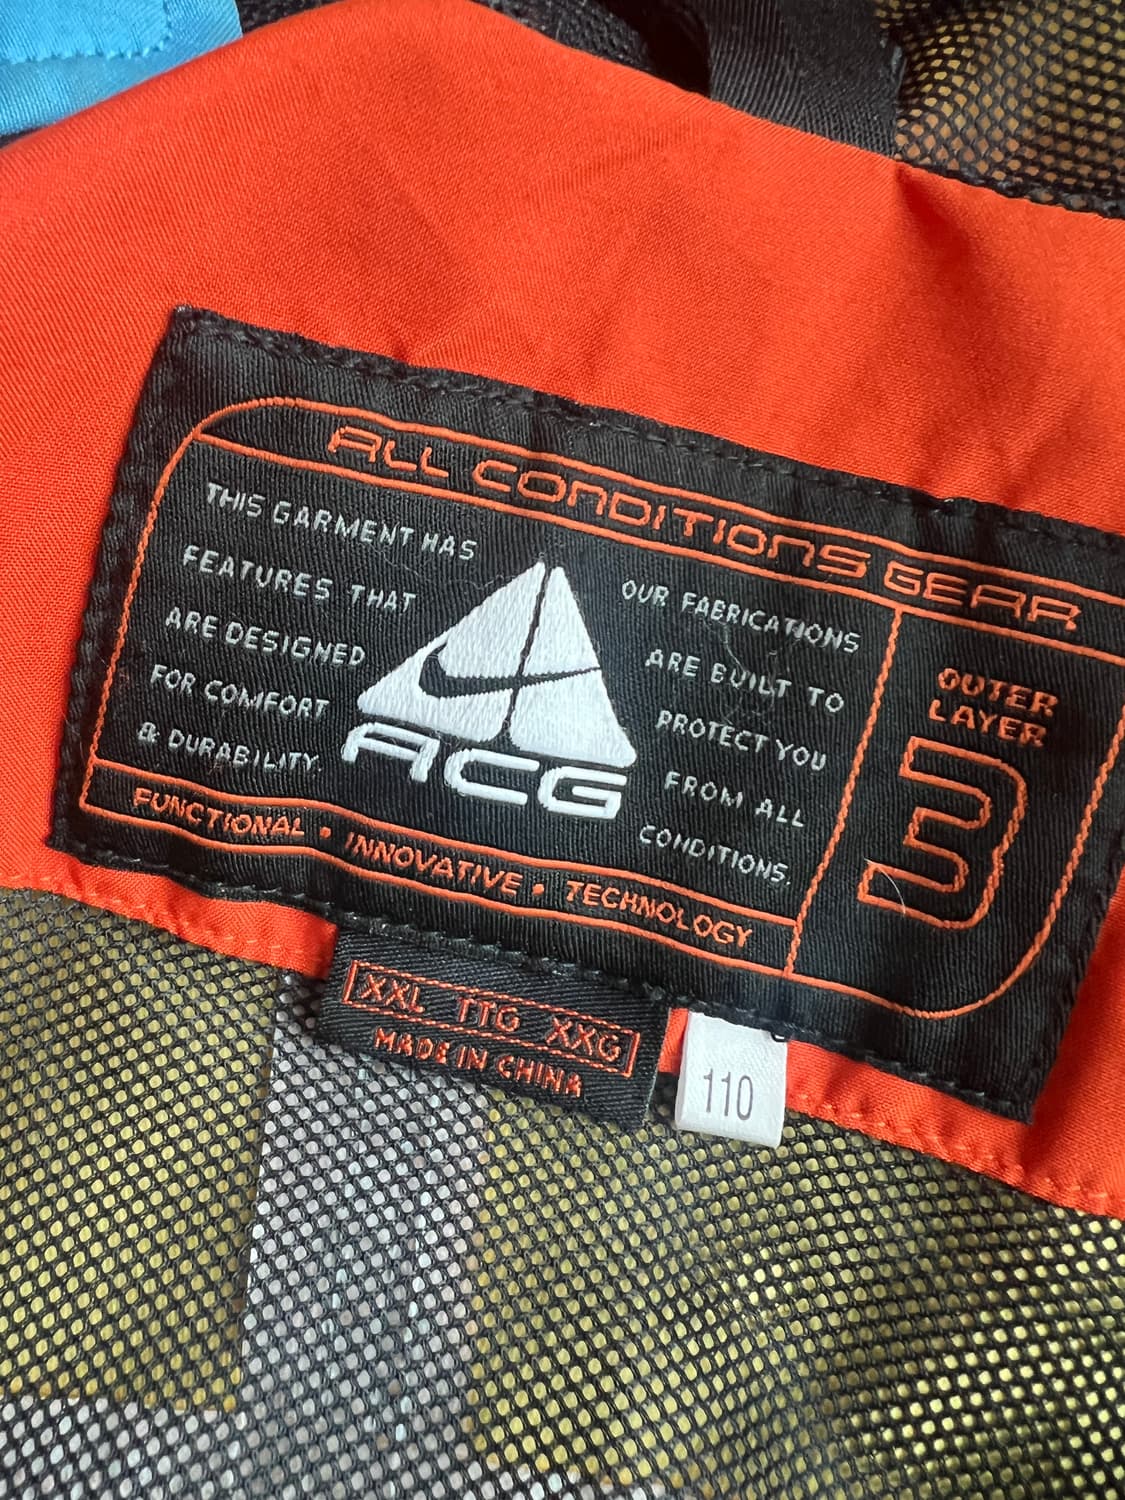 ALL CONDITIONS GEAR
THIS GARMENT HAS
FEATURES THAT
ARE DESIGNED
FOR COMFORT
& DURABILITY.
ACG
OUR FABRICATIONS
ARE BUILT TO
PROTECT YOU
FROM ALL
CONDITIONS.
OUTER
LAYER
3
FUNCTIONAL • INNOVATIVE • TECHNOLOGY
XXL TTG XXG
MADE IN CHINA
110